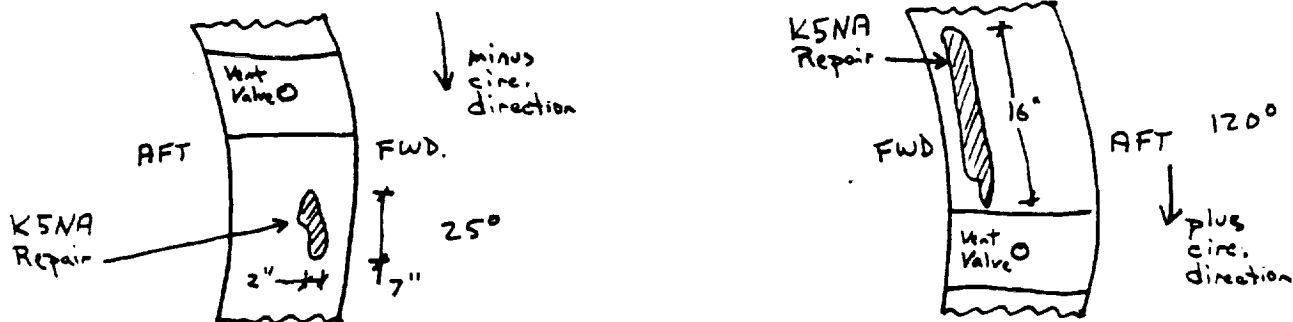 Vent
Valve
minus
circ.
direction
AFT
FWD.
K5NA
Repair
25°
2"
7"
K5NA
Repair
16"
FWD
AFT
120°
plus
circ.
direction
Vent
Valve